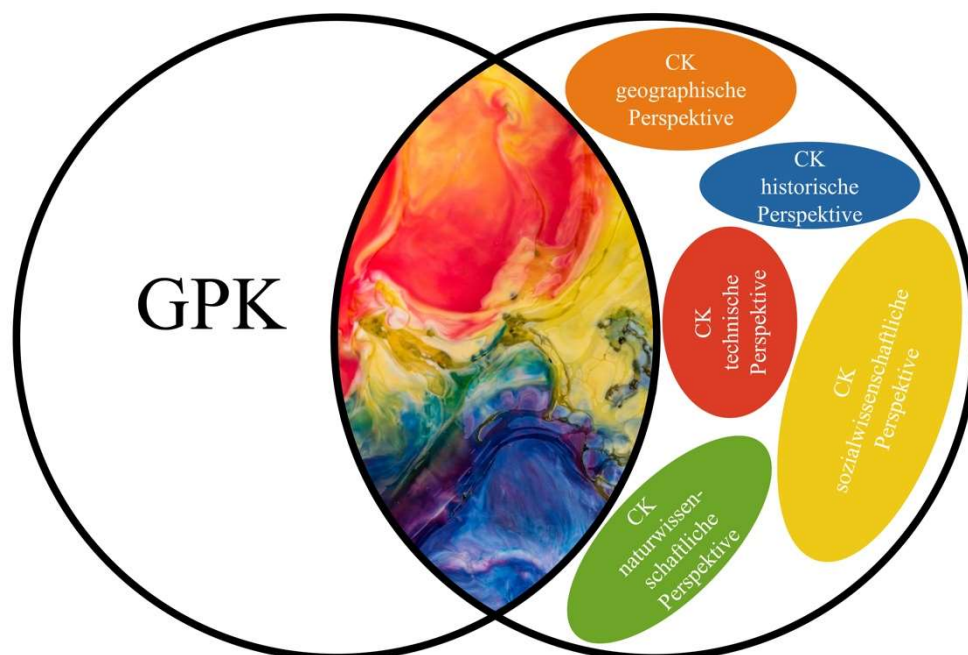 GPK
CK
geographische
Perspektive
CK
historische
Perspektive
CK
technische
Perspektive
CK
sozialwissenschaftliche
Perspektive
CK
naturwissen-
schaftliche
Perspektive